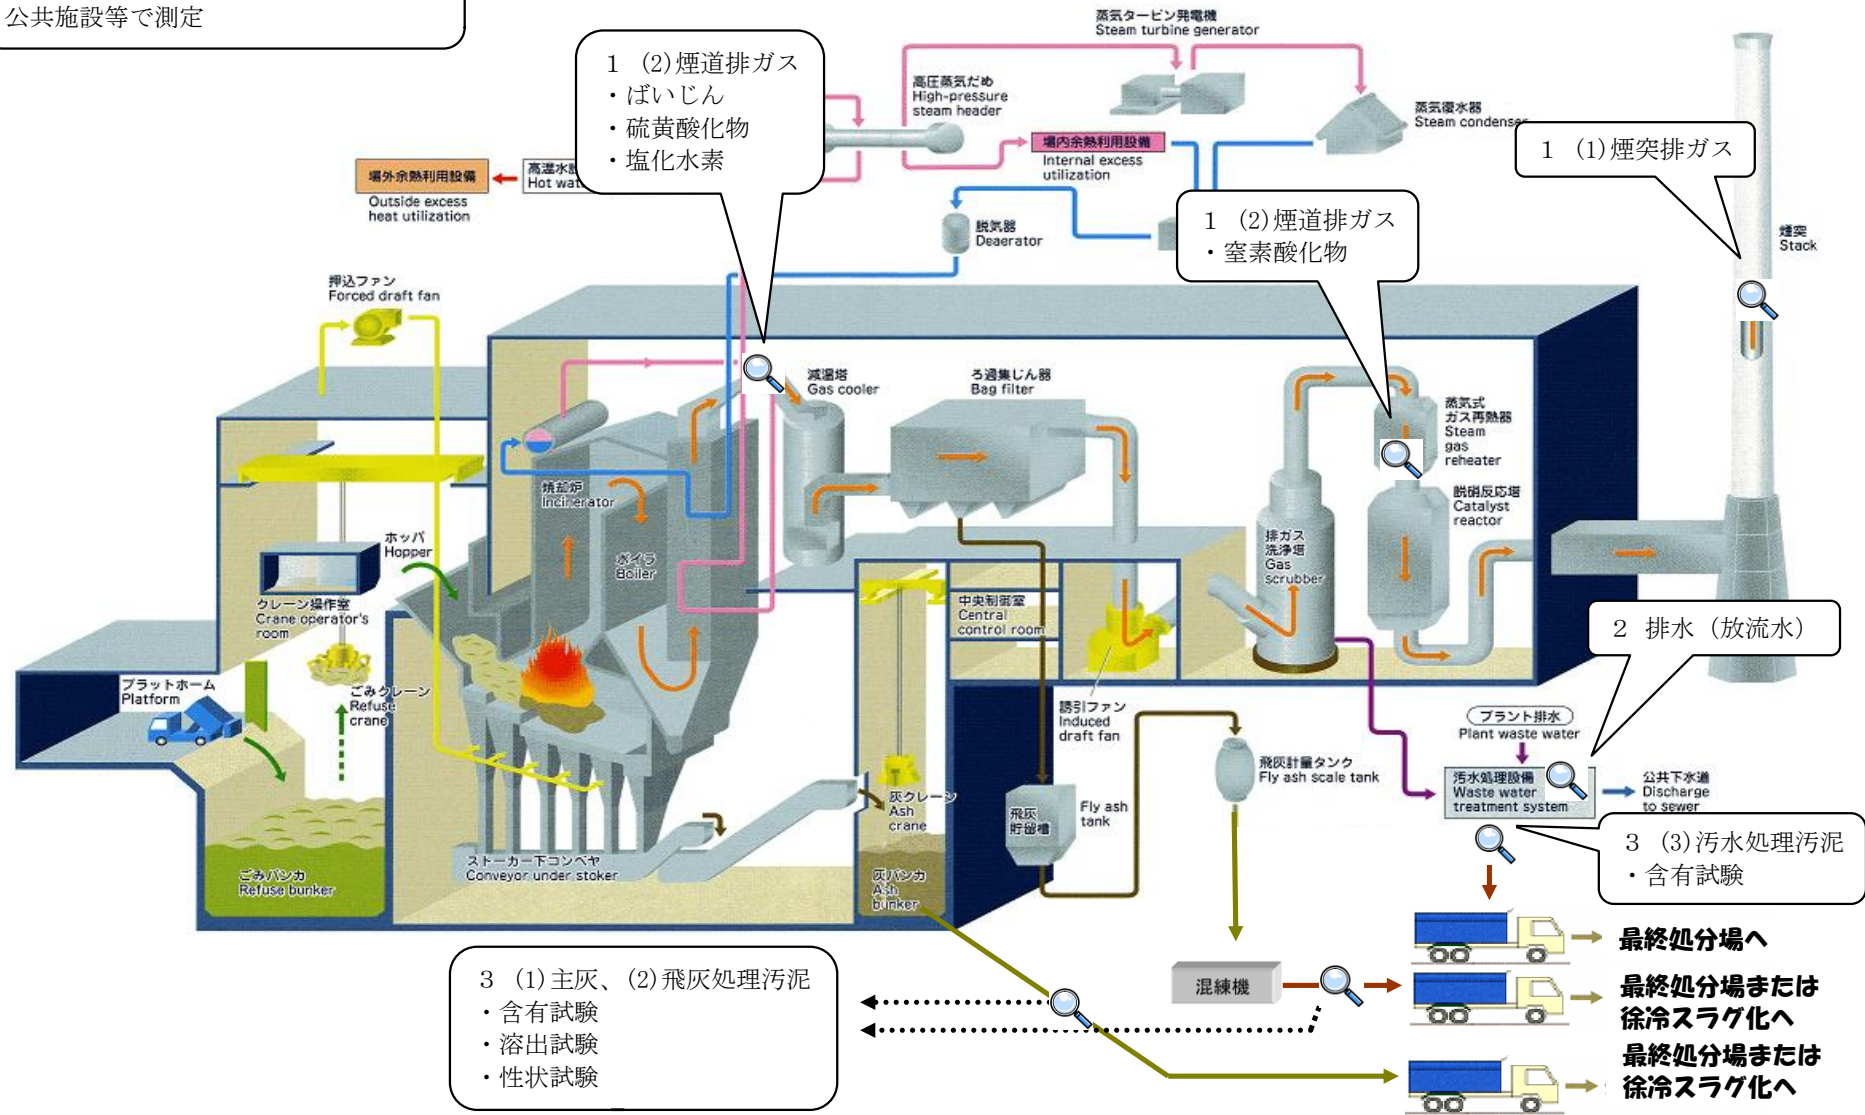 公共施設等で測定
蒸気タービン発電機
Steam turbine generator
1 (2)煙道排ガス
・ばいじん
・硫黄酸化物
・塩化水素
高圧蒸気だめ
High-pressure
steam header
蒸気復水器
Steam condenser
場内余熱利用設備
Internal excess
utilization
1 (1)煙突排ガス
場外余熱利用設備
Outside excess
heat utilization
高温水
Hot wat
脱気器
Deaerator
1 (2)煙道排ガス
・窒素酸化物
煙突
Stack
押込ファン
Forced draft fan
減温塔
Gas cooler
ろ過集じん器
Bag filter
蒸気式
ガス再熱器
Steam
gas
reheater
焼却炉
Incinerator
脱硝反応塔
Catalyst
reactor
ホッパ
Hopper
ボイラ
Boiler
排ガス
洗浄塔
Gas
scrubber
クレーン操作室
Crane operator's
room
中央制御室
Central
control room
2 排水（放流水）
プラットホーム
Platform
ごみクレーン
Refuse
crane
誘引ファン
Induced
draft fan
プラント排水
Plant waste water
飛灰計量タンク
Fly ash scale tank
汚水処理設備
Waste water
treatment system
公共下水道
Discharge
to sewer
灰クレーン
Ash
crane
飛灰
貯留槽
Fly ash
tank
3 (3)汚水処理汚泥
・含有試験
ごみバンカ
Refuse bunker
ストーカー下コンベヤ
Conveyor under stoker
灰バンカ
Ash
bunker
最終処分場へ
3 (1)主灰、(2)飛灰処理汚泥
・含有試験
・溶出試験
・性状試験
混練機
最終処分場または
徐冷スラグ化へ
最終処分場または
徐冷スラグ化へ